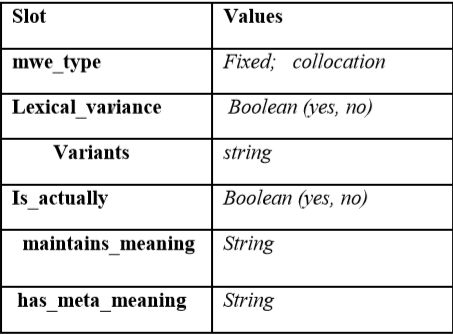 Slot Values
mwe_type Fixed; collocation
Lexical_variance Boolean (yes, no)
Variants string
Is_actually Boolean (yes, no)
maintains_meaning String
has_meta_meaning String